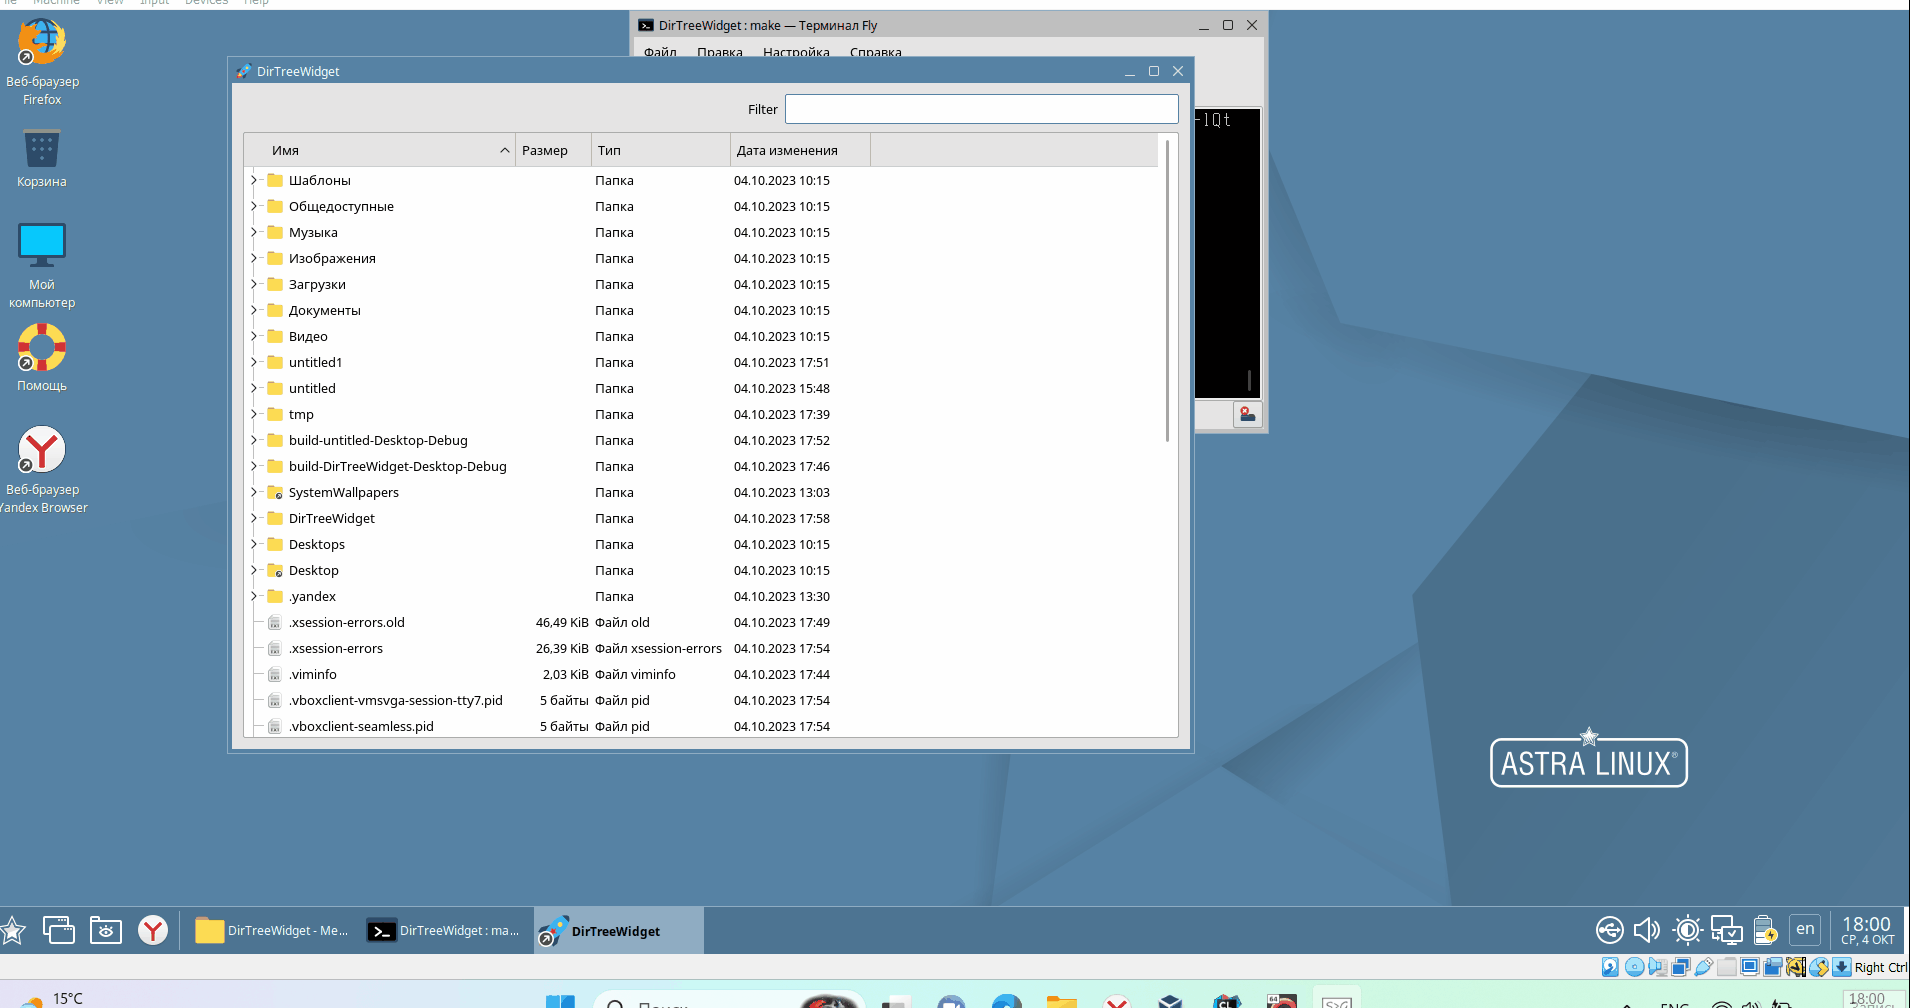 Machine View Input Devices Help
Веб-браузер
Firefox
Корзина
Мой
компьютер
Помощь
Веб-браузер
Yandex Browser
DirTreeWidget : make — Терминал Fly
Файл Правка Настройка Справка
-lQt
DirTreeWidget
Filter
Имя Размер Тип Дата изменения
Шаблоны Папка 04.10.2023 10:15
Общедоступные Папка 04.10.2023 10:15
Музыка Папка 04.10.2023 10:15
Изображения Папка 04.10.2023 10:15
Загрузки Папка 04.10.2023 10:15
Документы Папка 04.10.2023 10:15
Видео Папка 04.10.2023 10:15
untitled1 Папка 04.10.2023 17:51
untitled Папка 04.10.2023 15:48
tmp Папка 04.10.2023 17:39
build-untitled-Desktop-Debug Папка 04.10.2023 17:52
build-DirTreeWidget-Desktop-Debug Папка 04.10.2023 17:46
SystemWallpapers Папка 04.10.2023 13:03
DirTreeWidget Папка 04.10.2023 17:58
Desktops Папка 04.10.2023 10:15
Desktop Папка 04.10.2023 10:15
.yandex Папка 04.10.2023 13:30
.xsession-errors.old 46,49 KiB Файл old 04.10.2023 17:49
.xsession-errors 26,39 KiB Файл xsession-errors 04.10.2023 17:54
.viminfo 2,03 KiB Файл viminfo 04.10.2023 17:44
.vboxclient-vmsvga-session-tty7.pid 5 байты Файл pid 04.10.2023 17:54
.vboxclient-seamless.pid 5 байты Файл pid 04.10.2023 17:54
ASTRA LINUX®
DirTreeWidget - Me... DirTreeWidget : ma... DirTreeWidget en 18:00
СР, 4 ОКТ
Right Ctrl
15°C Поиск CL 64 ENG 18:00